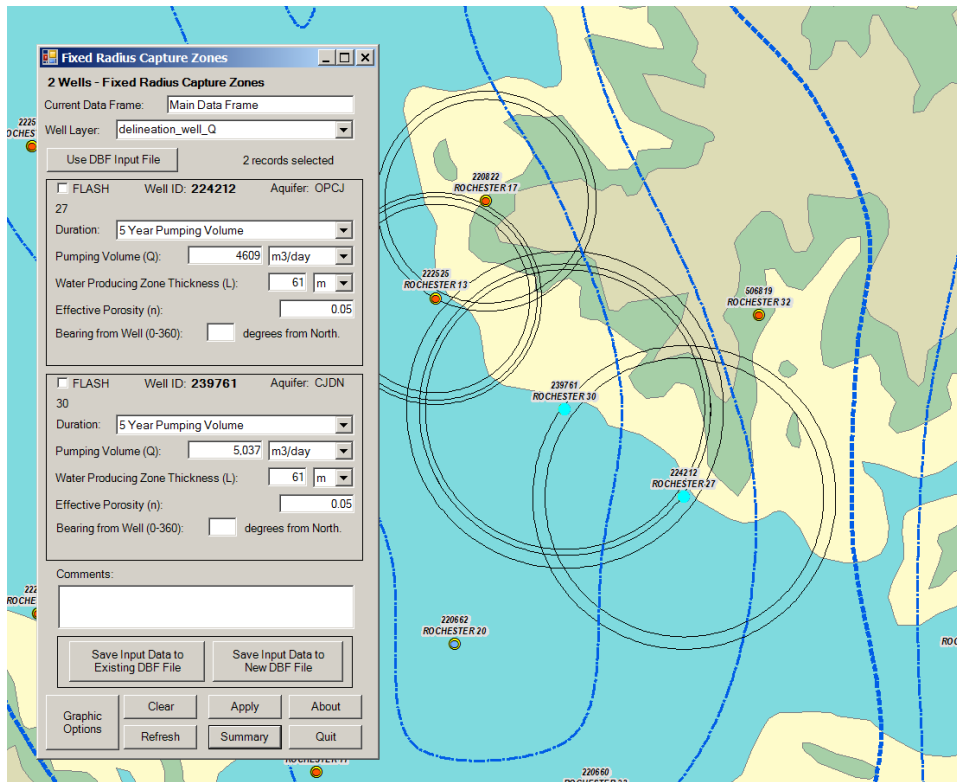 Fixed Radius Capture Zones
2 Wells - Fixed Radius Capture Zones
Current Data Frame: Main Data Frame
Well Layer: delineation_well_Q
Use DBF Input File 2 records selected
FLASH Well ID: 224212 Aquifer: OPCJ
27
Duration: 5 Year Pumping Volume
Pumping Volume (Q): 4609 m3/day
Water Producing Zone Thickness (L): 61 m
Effective Porosity (n): 0.05
Bearing from Well (0-360): degrees from North.
FLASH Well ID: 239761 Aquifer: CJDN
30
Duration: 5 Year Pumping Volume
Pumping Volume (Q): 5,037 m3/day
Water Producing Zone Thickness (L): 61 m
Effective Porosity (n): 0.05
Bearing from Well (0-360): degrees from North.
Comments:
Save Input Data to
Existing DBF File
Save Input Data to
New DBF File
Graphic
Options
Clear Apply About
Refresh Summary Quit
220822
ROCHESTER 17
222525
ROCHESTER 13
506819
ROCHESTER 32
239761
ROCHESTER 30
224212
ROCHESTER 27
220662
ROCHESTER 20
220660